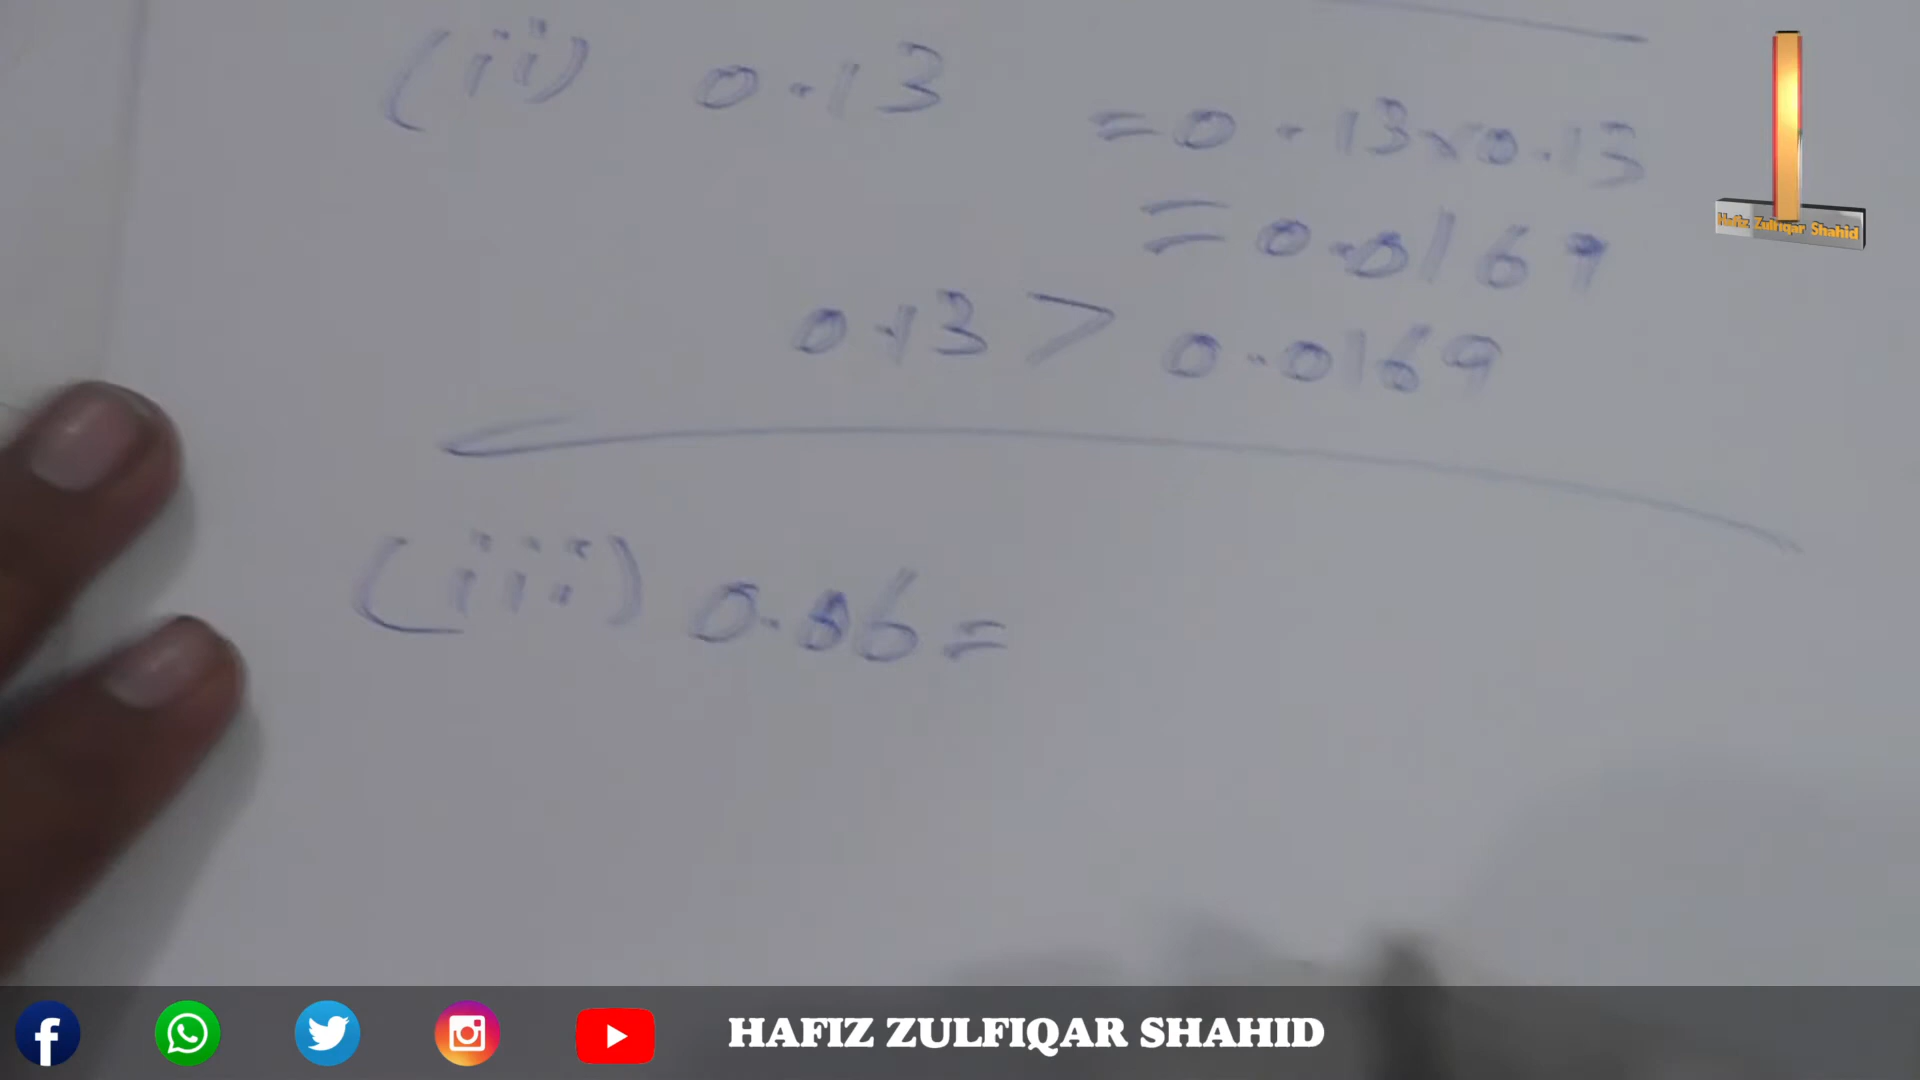 (ii) 0.13 = 0.13 x 0.13
= 0.0169
0.13 > 0.0169
(iii) 0.06 =
Hafiz Zulfiqar Shahid
HAFIZ ZULFIQAR SHAHID